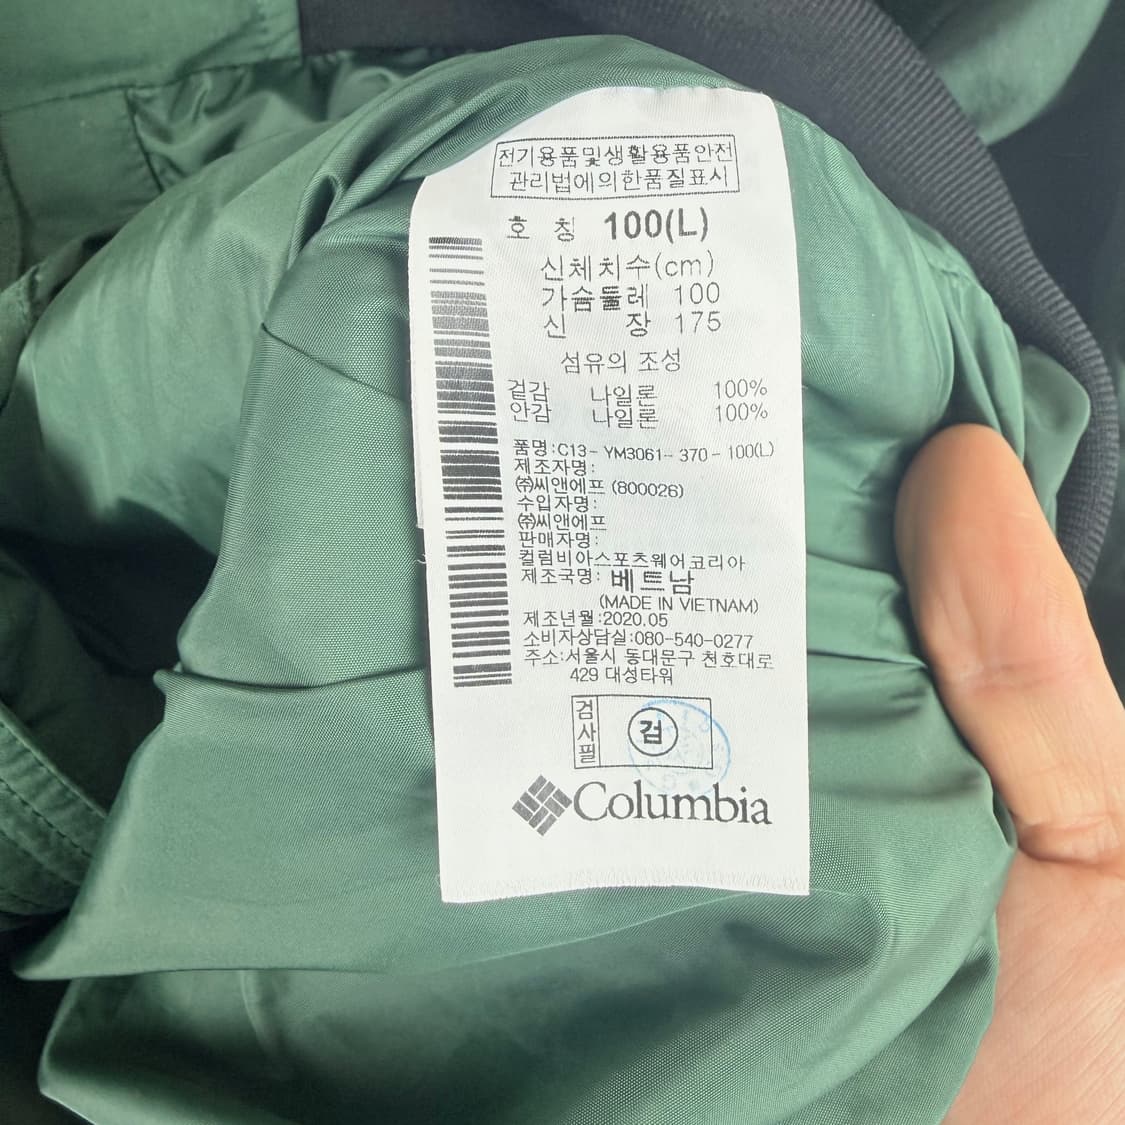 전기용품및생활용품안전
관리법에의한품질표시
호 칭 100(L)
신체치수(cm)
가슴둘레 100
신 장 175
섬유의 조성
겉감 나일론 100%
안감 나일론 100%
품명:C13- YM3061- 370 - 100(L)
제조자명:
㈜씨앤에프 (800026)
수입자명:
㈜씨앤에프
판매자명:
컬럼비아스포츠웨어코리아
제조국명: 베트남
(MADE IN VIETNAM)
제조년월:2020.05
소비자상담실:080-540-0277
주소:서울시 동대문구 천호대로
429 대성타워
검사필 검
Columbia